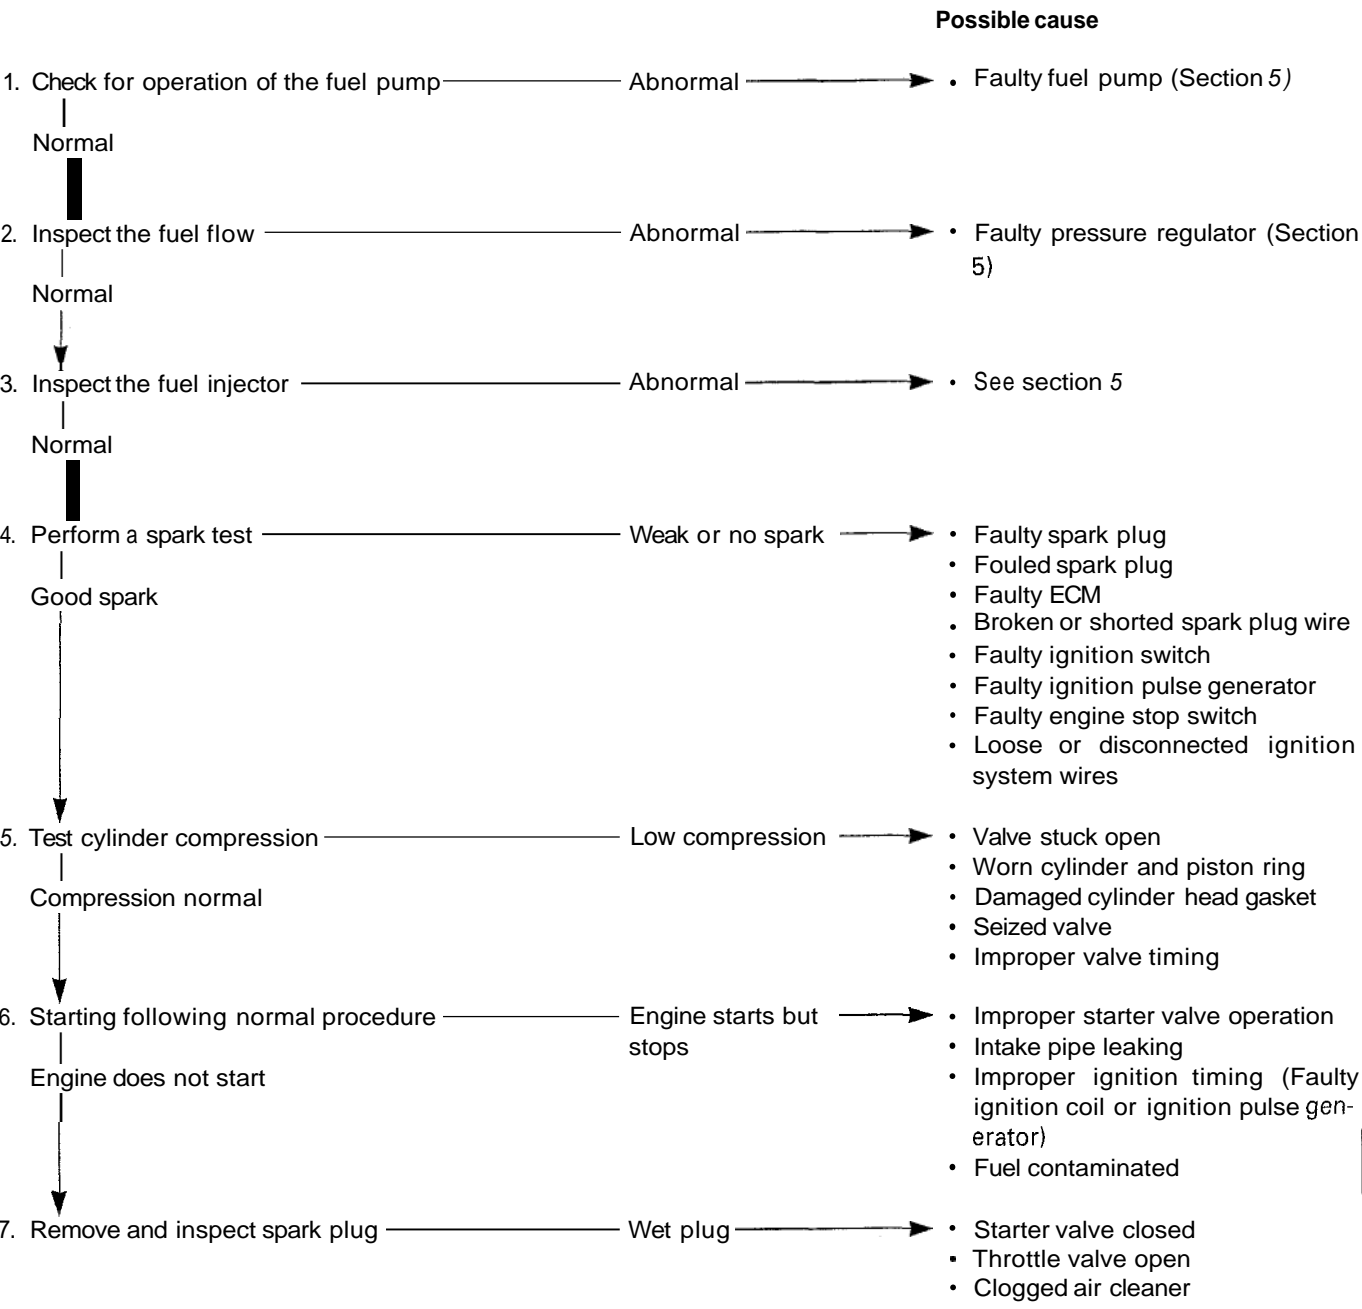 Possible cause
1. Check for operation of the fuel pump Abnormal • Faulty fuel pump (Section 5)
Normal
2. Inspect the fuel flow Abnormal • Faulty pressure regulator (Section
5)
Normal
3. Inspect the fuel injector Abnormal • See section 5
Normal
4. Perform a spark test Weak or no spark • Faulty spark plug
• Fouled spark plug
Good spark • Faulty ECM
• Broken or shorted spark plug wire
• Faulty ignition switch
• Faulty ignition pulse generator
• Faulty engine stop switch
• Loose or disconnected ignition
system wires
5. Test cylinder compression Low compression • Valve stuck open
• Worn cylinder and piston ring
Compression normal • Damaged cylinder head gasket
• Seized valve
• Improper valve timing
6. Starting following normal procedure Engine starts but • Improper starter valve operation
stops • Intake pipe leaking
Engine does not start • Improper ignition timing (Faulty
ignition coil or ignition pulse gen-
erator)
• Fuel contaminated
7. Remove and inspect spark plug Wet plug • Starter valve closed
• Throttle valve open
• Clogged air cleaner